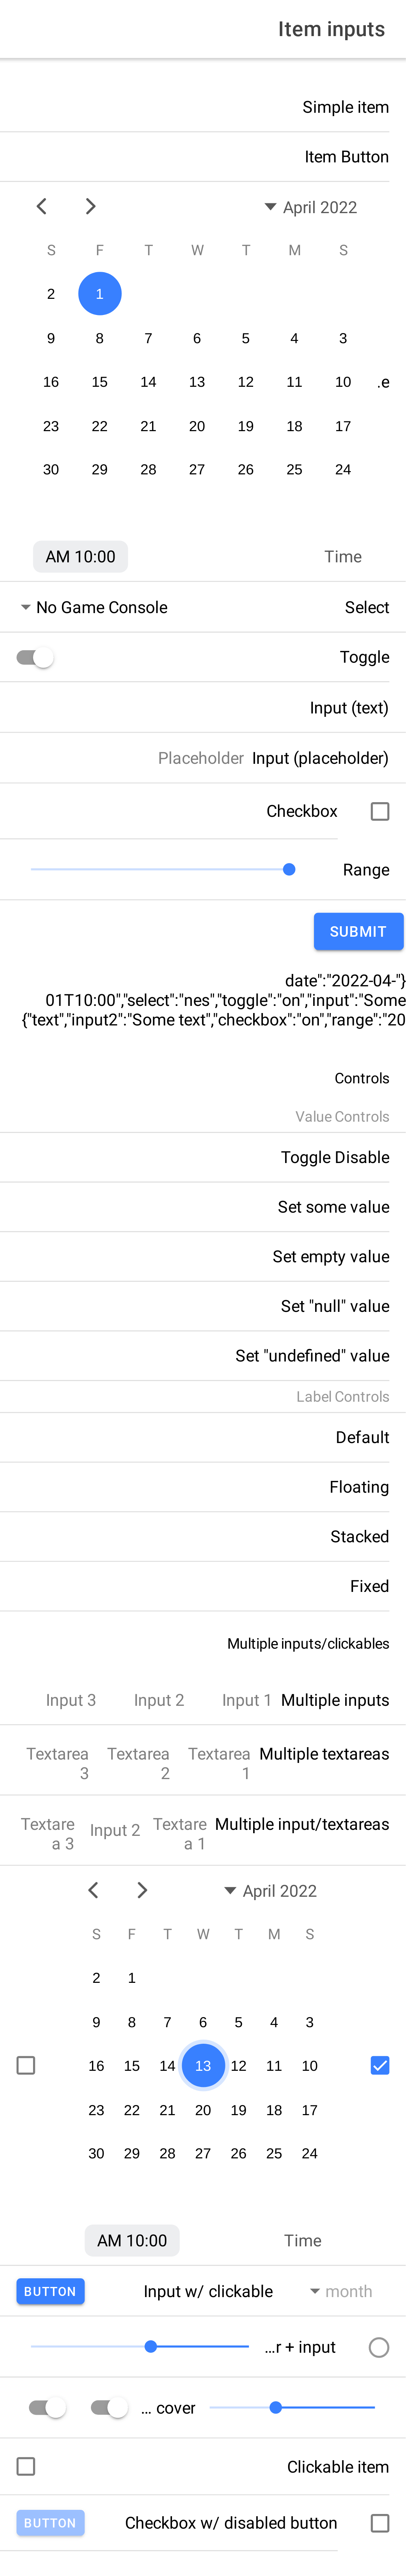 Item inputs
Simple item
Item Button
April 2022
S M T W T F S
1 2
3 4 5 6 7 8 9
.e 10 11 12 13 14 15 16
17 18 19 20 21 22 23
24 25 26 27 28 29 30
Time AM 10:00
Select No Game Console
Toggle
Input (text)
Input (placeholder) Placeholder
Checkbox
Range
SUBMIT
date":"2022-04-"}
01T10:00","select":"nes","toggle":"on","input":"Some
{"text","input2":"Some text","checkbox":"on","range":"20
Controls
Value Controls
Toggle Disable
Set some value
Set empty value
Set "null" value
Set "undefined" value
Label Controls
Default
Floating
Stacked
Fixed
Multiple inputs/clickables
Multiple inputs Input 1 Input 2 Input 3
Multiple textareas Textarea 1 Textarea 2 Textarea 3
Multiple input/textareas Textarea 1 Input 2 Textarea 3
April 2022
S M T W T F S
1 2
3 4 5 6 7 8 9
10 11 12 13 14 15 16
17 18 19 20 21 22 23
24 25 26 27 28 29 30
Time AM 10:00
month Input w/ clickable BUTTON
...r + input
... cover
Clickable item
Checkbox w/ disabled button BUTTON